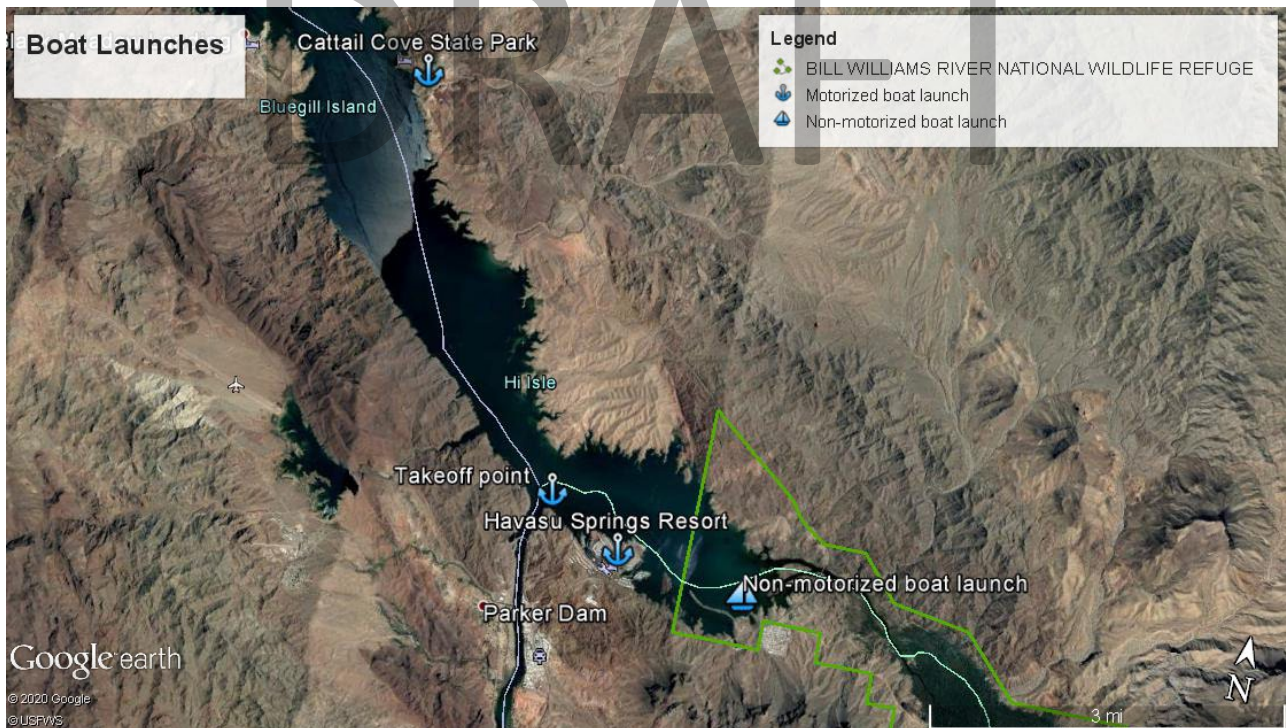 DRAFT
Boat Launches
Cattail Cove State Park
Bluegill Island
Legend
BILL WILLIAMS RIVER NATIONAL WILDLIFE REFUGE
Motorized boat launch
Non-motorized boat launch
Hi Isle
Takeoff point
Havasu Springs Resort
Non-motorized boat launch
Parker Dam
Google earth
© 2020 Google
© USFWS
N
3 mi